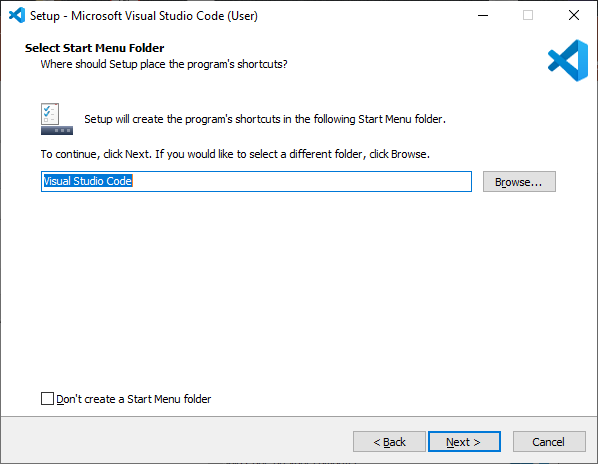 Setup - Microsoft Visual Studio Code (User)
Select Start Menu Folder
Where should Setup place the program's shortcuts?
Setup will create the program's shortcuts in the following Start Menu folder.
To continue, click Next. If you would like to select a different folder, click Browse.
Visual Studio Code
Browse...
Don't create a Start Menu folder
< Back
Next >
Cancel